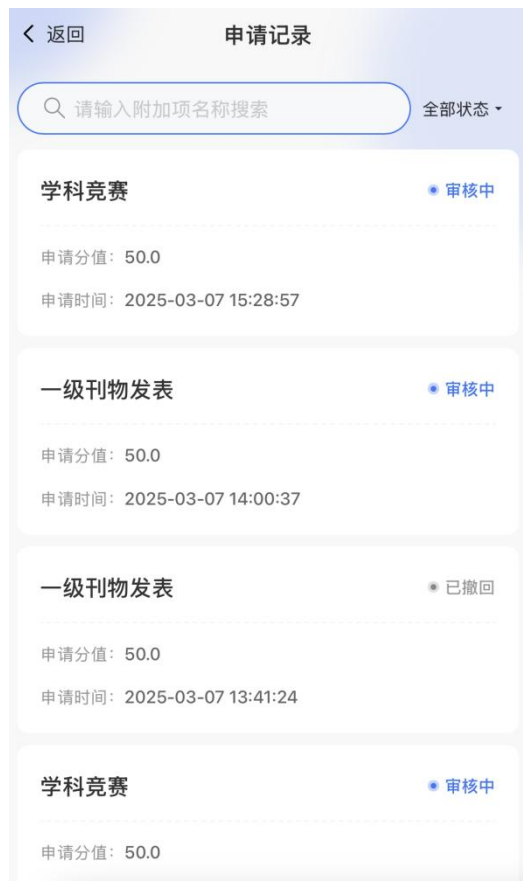 返回
申请记录
请输入附加项名称搜索
全部状态
学科竞赛
审核中
申请分值：50.0
申请时间：2025-03-07 15:28:57
一级刊物发表
审核中
申请分值：50.0
申请时间：2025-03-07 14:00:37
一级刊物发表
已撤回
申请分值：50.0
申请时间：2025-03-07 13:41:24
学科竞赛
审核中
申请分值：50.0